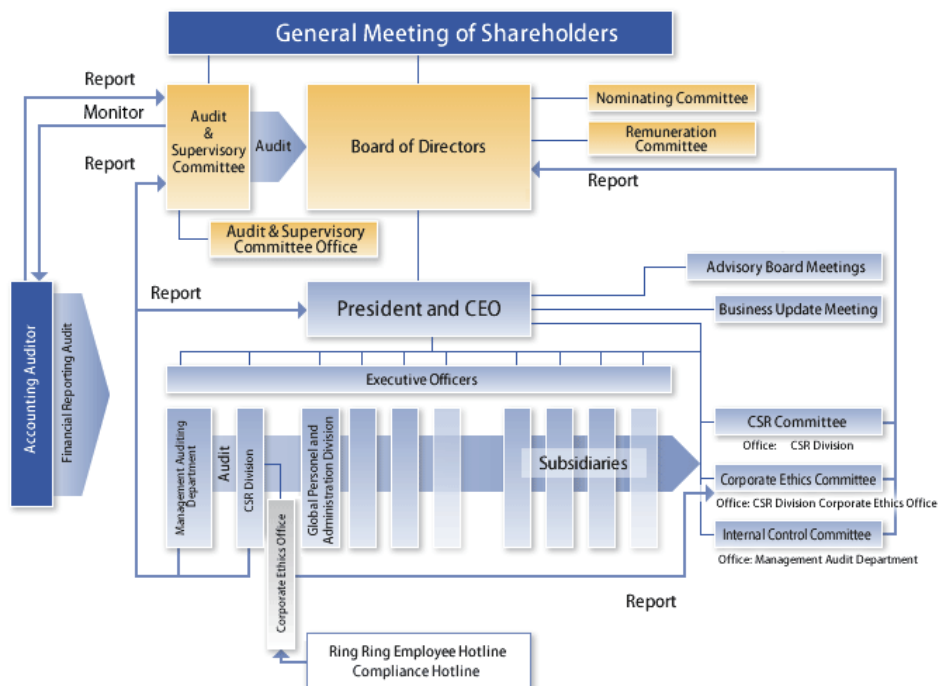 General Meeting of Shareholders
Report
Monitor
Report
Audit
&
Supervisory
Committee
Audit
Board of Directors
Nominating Committee
Remuneration
Committee
Report
Audit & Supervisory
Committee Office
Advisory Board Meetings
Report
President and CEO
Business Update Meeting
Accounting Auditor
Financial Reporting Audit
Executive Officers
Management Auditing
Department
Audit
CSR Division
Global Personel and
Administration Division
Subsidiaries
CSR Committee
Office: CSR Division
Corporate Ethics Committee
Office: CSR Division Corporate Ethics Office
Internal Control Committee
Office: Management Audit Department
Corporate Ethics Office
Report
Ring Ring Employee Hotline
Compliance Hotline